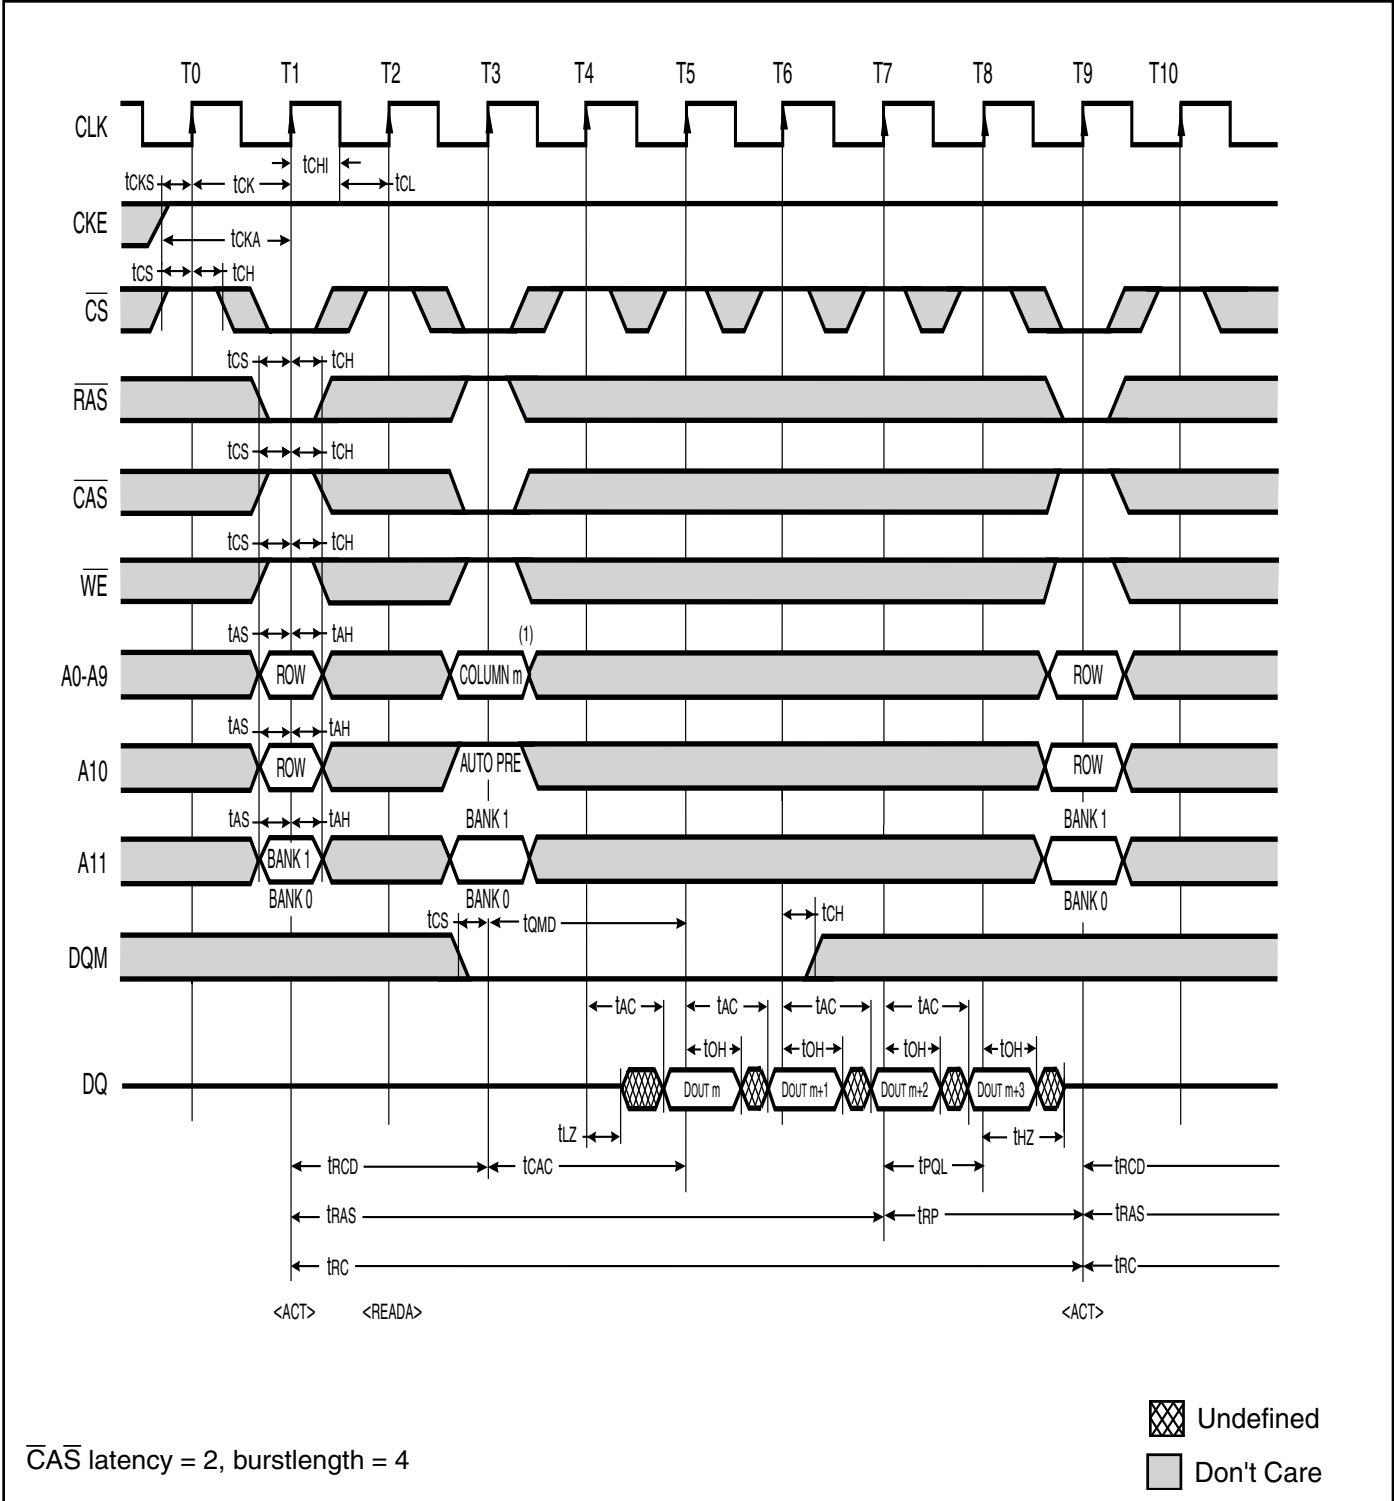 T0 T1 T2 T3 T4 T5 T6 T7 T8 T9 T10
CLK
tCHI
tCKS tCK tCL
CKE
tCKA
tCS tCH
CS
tCS tCH
RAS
tCS tCH
CAS
tCS tCH
WE
tAS tAH (1)
A0-A9 ROW COLUMN m ROW
tAS tAH
A10 ROW AUTO PRE ROW
tAS tAH BANK 1 BANK 1
A11 BANK 1
BANK 0 BANK 0 BANK 0
tCS tQMD tCH
DQM
tAC tAC tAC tAC
tOH tOH tOH tOH
DQ DOUT m DOUT m+1 DOUT m+2 DOUT m+3
tLZ tHZ
tRCD tCAC tPQL tRCD
tRAS tRP tRAS
tRC tRC
<ACT> <READA> <ACT>
Undefined
CAS latency = 2, burstlength = 4
Don't Care